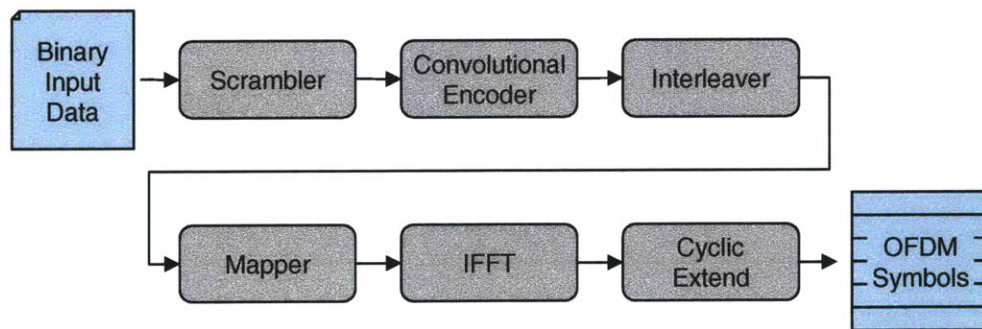 Binary
Input
Data
Scrambler
Convolutional
Encoder
Interleaver
Mapper
IFFT
Cyclic
Extend
OFDM
Symbols